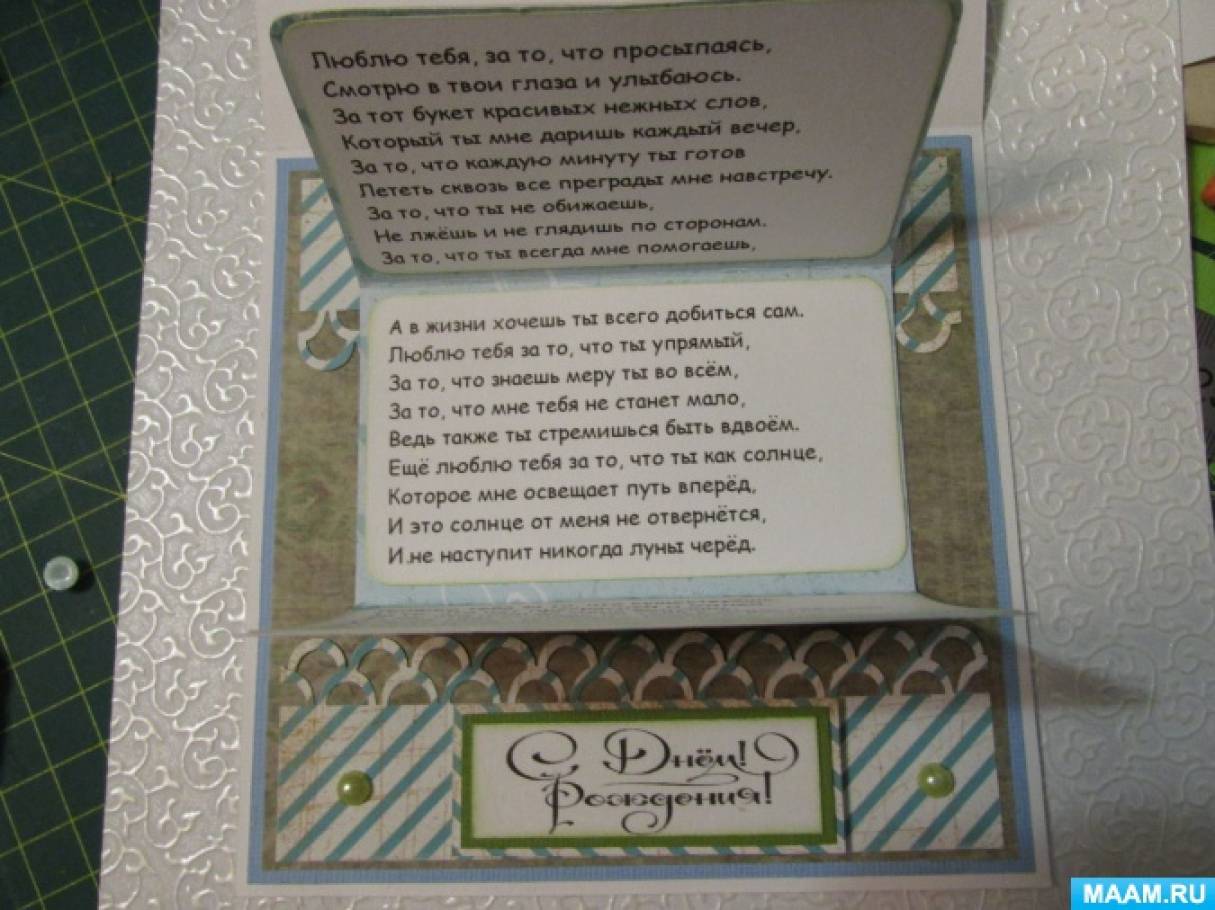 Люблю тебя, за то, что просыпаясь,
Смотрю в твои глаза и улыбаюсь.
За тот букет красивых нежных слов,
Который ты мне даришь каждый вечер,
За то, что каждую минуту ты готов
Лететь сквозь все преграды мне навстречу.
За то, что ты не обижаешь,
Не лжёшь и не глядишь по сторонам.
За то, что ты всегда мне помогаешь,
А в жизни хочешь ты всего добиться сам.
Люблю тебя за то, что ты упрямый,
За то, что знаешь меру ты во всём,
За то, что мне тебя не станет мало,
Ведь также ты стремишься быть вдвоём.
Ещё люблю тебя за то, что ты как солнце,
Которое мне освещает путь вперёд,
И это солнце от меня не отвернётся,
И не наступит никогда луны черёд.
С Днём!
Рождения!
MAAM.RU